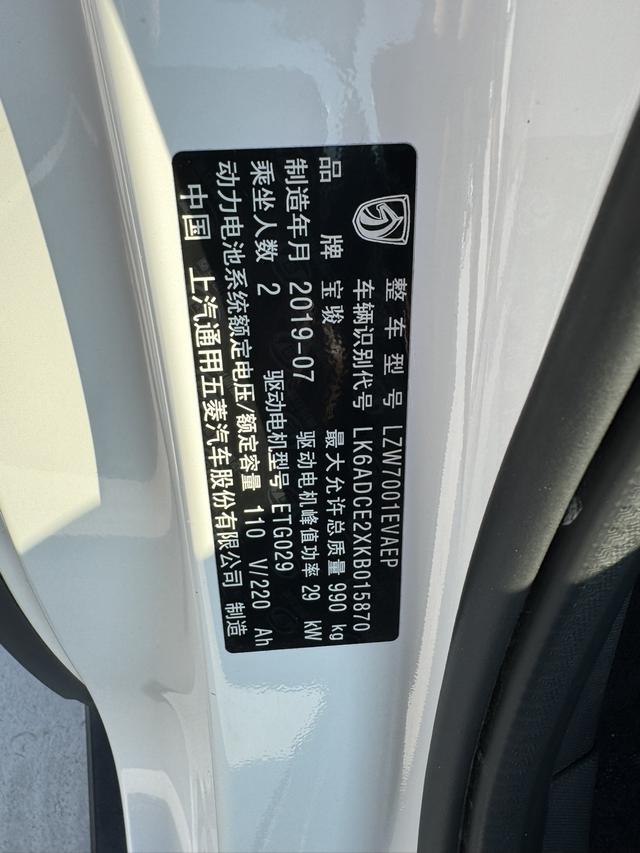 整车型号 LZW7001EVAEP
车辆识别代号 LK6ADCE2XKB015870
品牌 宝骏 最大允许总质量 990 kg
制造年月 2019-07 驱动电机峰值功率 29 kW
乘坐人数 2 驱动电机型号 ETG029
动力电池系统额定电压/额定容量 110 V/220 Ah
中国 上汽通用五菱汽车股份有限公司 制造